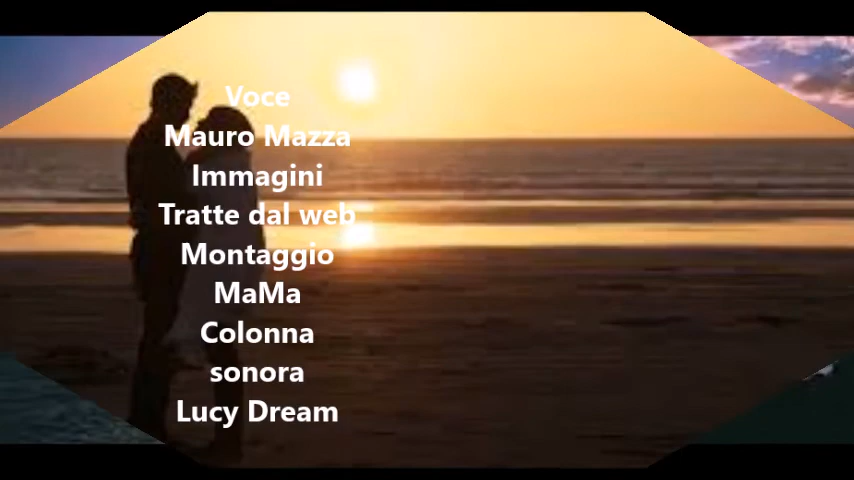 Voce
Mauro Mazza
Immagini
Tratte dal web
Montaggio
MaMa
Colonna
sonora
Lucy Dream